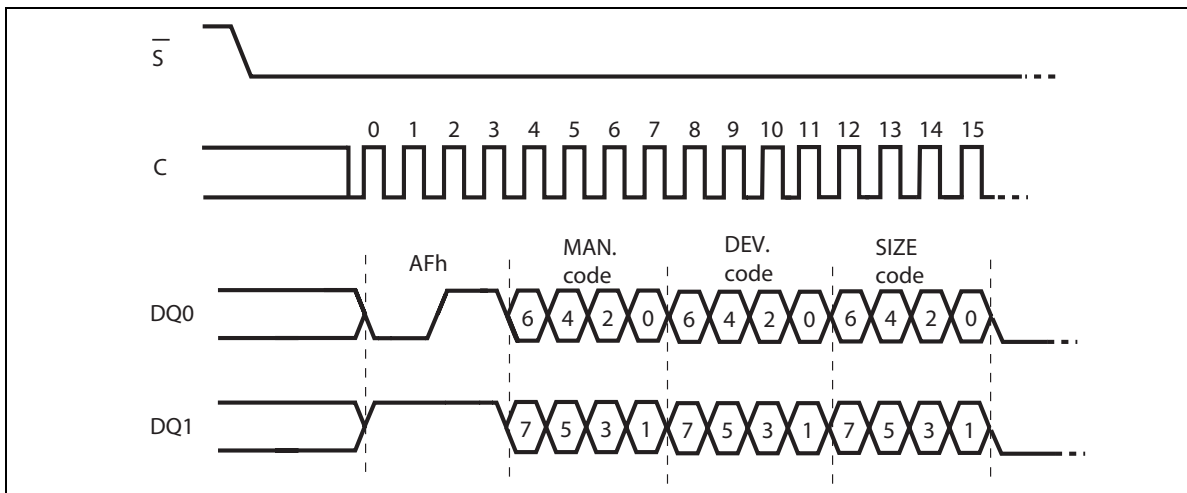 S
0 1 2 3 4 5 6 7 8 9 10 11 12 13 14 15
C
AFh
MAN.
code
DEV.
code
SIZE
code
DQ0
6 4 2 0 6 4 2 0 6 4 2 0
DQ1
7 5 3 1 7 5 3 1 7 5 3 1